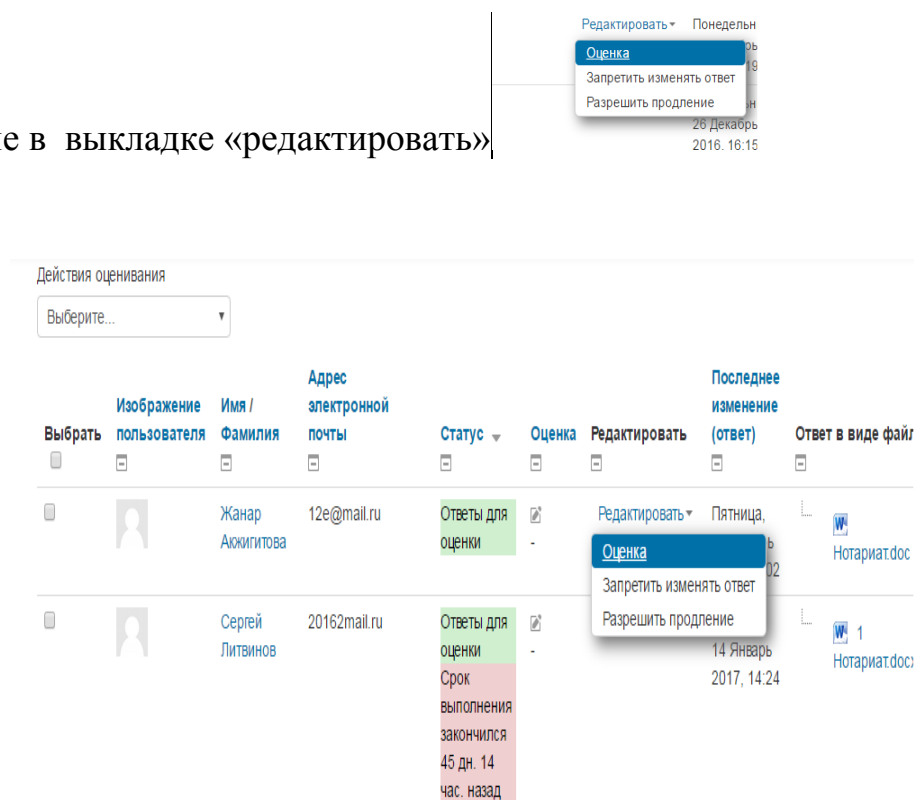 Редактировать Понедельн
Оценка
19
Запретить изменять ответ
Разрешить продление
26 Декабрь
2016. 16:15
е в выкладке «редактировать»
Действия оценивания
Выберите...
Выбрать
Изображение
пользователя
Имя /
Фамилия
Адрес
электронной
почты
Статус
Оценка
Редактировать
Последнее
изменение
(ответ)
Ответ в виде файл
Жанар
Акжигитова
12e@mail.ru
Ответы для
оценки
-
Редактировать
Оценка
Запретить изменять ответ
Разрешить продление
Пятница,
02
Нотариат.doc
Сергей
Литвинов
20162mail.ru
Ответы для
оценки
Срок
выполнения
закончился
45 дн. 14
час. назад
-
14 Январь
2017, 14:24
1
Нотариат.docx